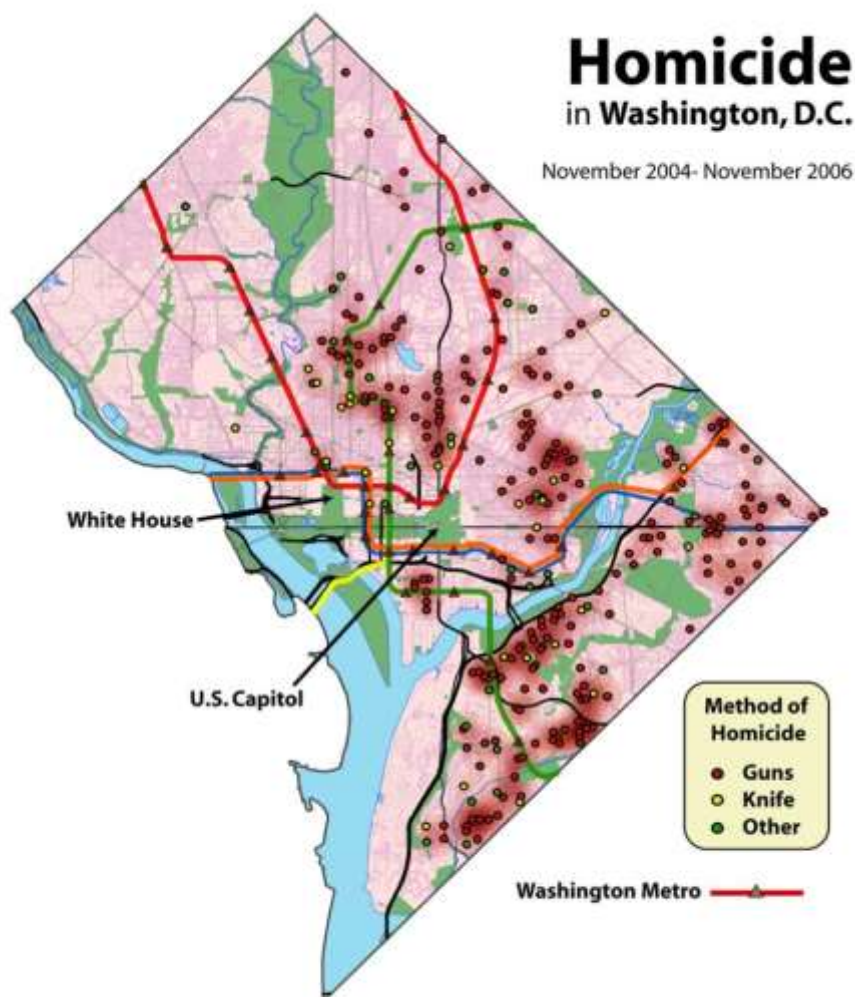 Homicide
in Washington, D.C.
November 2004- November 2006
White House
U.S. Capitol
Method of
Homicide
Guns
Knife
Other
Washington Metro